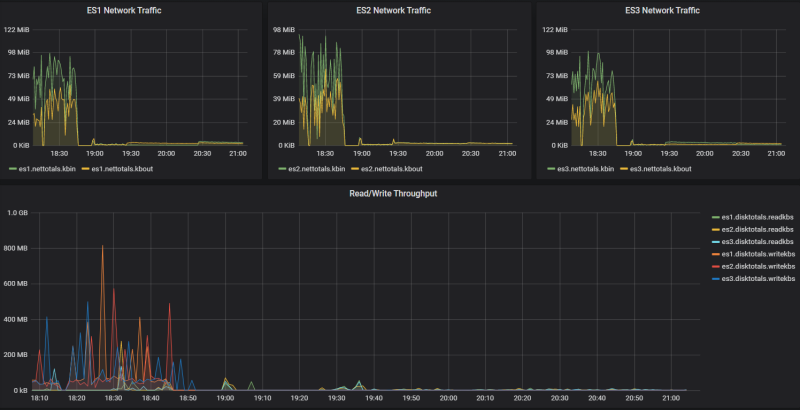 ES1 Network Traffic
122 MiB
98 MiB
73 MiB
49 MiB
24 MiB
0 KiB
18:30 19:00 19:30 20:00 20:30 21:00
es1.nettotals.kbin es1.nettotals.kbout
ES2 Network Traffic
98 MiB
78 MiB
59 MiB
39 MiB
20 MiB
0 KiB
18:30 19:00 19:30 20:00 20:30 21:00
es2.nettotals.kbin es2.nettotals.kbout
ES3 Network Traffic
122 MiB
98 MiB
73 MiB
49 MiB
24 MiB
0 KiB
18:30 19:00 19:30 20:00 20:30 21:00
es3.nettotals.kbin es3.nettotals.kbout
Read/Write Throughput
1.0 GB
800 MB
600 MB
400 MB
200 MB
0 kB
18:10 18:20 18:30 18:40 18:50 19:00 19:10 19:20 19:30 19:40 19:50 20:00 20:10 20:20 20:30 20:40 20:50 21:00
es1.disktotals.readkbs
es2.disktotals.readkbs
es3.disktotals.readkbs
es1.disktotals.writekbs
es2.disktotals.writekbs
es3.disktotals.writekbs